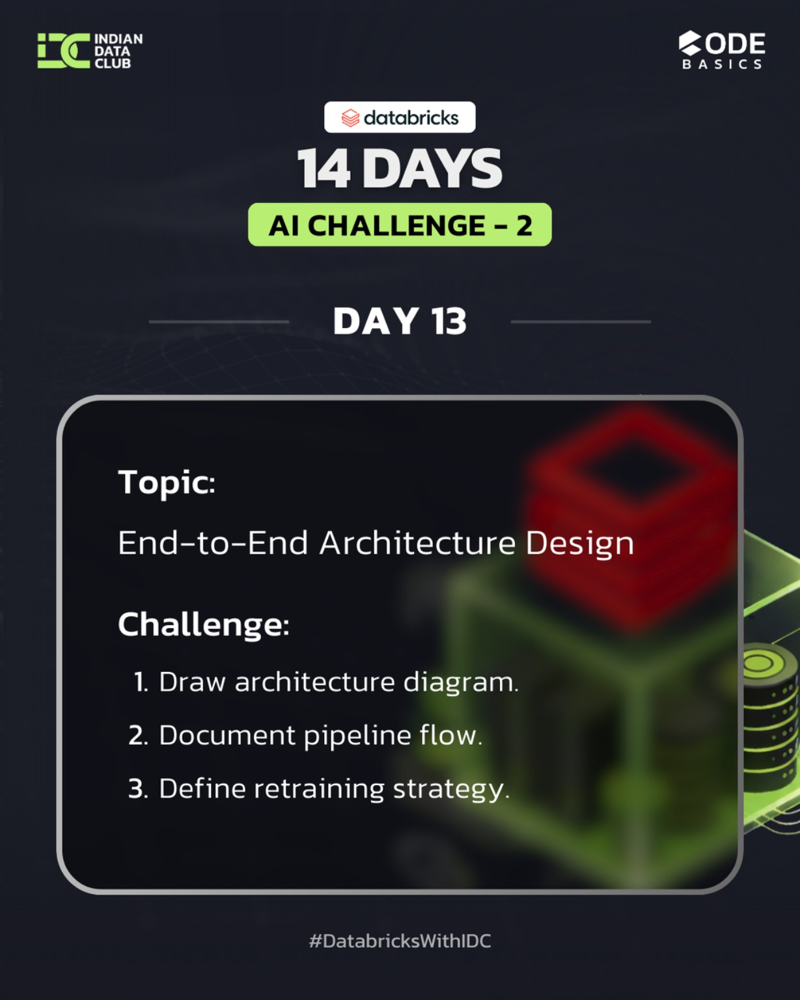 INDIAN
DATA
CLUB
CODE
BASICS
databricks
14 DAYS
AI CHALLENGE - 2
DAY 13
Topic:
End-to-End Architecture Design
Challenge:
1. Draw architecture diagram.
2. Document pipeline flow.
3. Define retraining strategy.
#DatabricksWithIDC